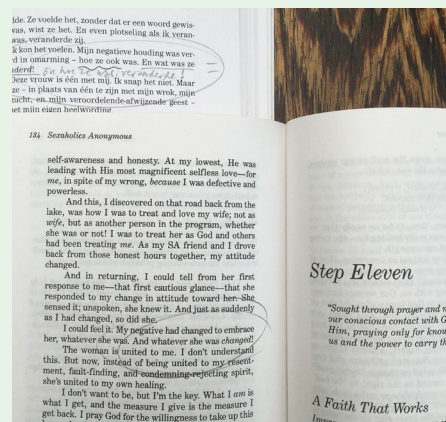 ide. Ze voelde het, zonder dat er een woord gewis-
vas, wist ze het. En even plotseling als ik veran-
was, veranderde zij.
k kon het voelen. Mijn negatieve houding was ver-
d in omarming – hoe ze ook was. En wat was ze
nderd! En hoe ze was veranderde!
Deze vrouw is één met mij. Ik snap het niet. Maar
ze – in plaats van één te zijn met mijn wrok, mijn
zucht, en mijn veroordelende-afwijzende geest –
met mijn eigen heelwording.
184 Sexaholics Anonymous
self-awareness and honesty. At my lowest, He was
leading with His most magnificent selfless love—for
me, in spite of my wrong, because I was defective and
powerless.
And this, I discovered on that road back from the
lake, was how I was to treat and love my wife; not as
wife, but as another person in the program, whether
she was or not! I was to treat her as God and others
had been treating me. As my SA friend and I drove
back from those honest hours together, my attitude
changed.
And in returning, I could tell from her first
response to me—that first cautious glance—that she
responded to my change in attitude toward her. She
sensed it; unspoken, she knew it. And just as suddenly
as I had changed, so did she.
I could feel it. My negative had changed to embrace
her, whatever she was. And whatever she was changed!
The woman is united to me. I don't understand
this. But now, instead of being united to my resent-
ment, fault-finding, and condemning-rejecting spirit,
she's united to my own healing.
I don't want to be, but I'm the key. What I am is
what I get, and the measure I give is the measure I
get back. I pray God for the willingness to take up this
Step Eleven
"Sought through prayer and m
our conscious contact with G
Him, praying only for know
us and the power to carry th
A Faith That Works